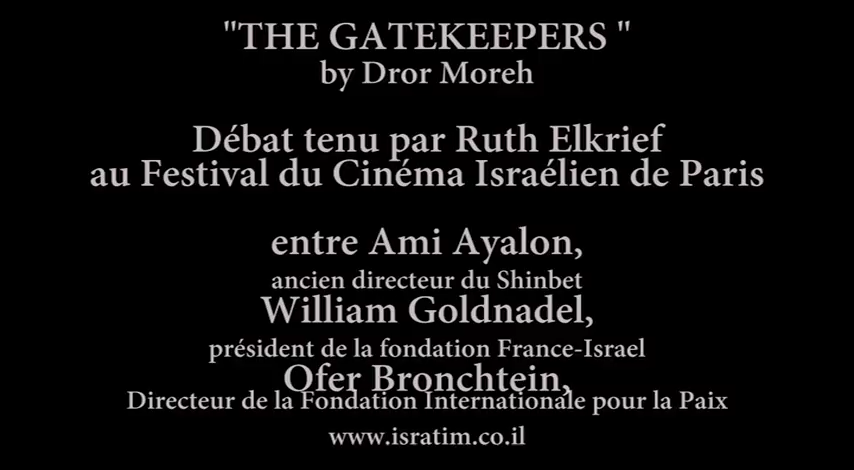 "THE GATEKEEPERS "
by Dror Moreh
Débat tenu par Ruth Elkrief
au Festival du Cinéma Israélien de Paris
entre Ami Ayalon,
ancien directeur du Shinbet
William Goldnadel,
président de la fondation France-Israel
Ofer Bronchtein,
Directeur de la Fondation Internationale pour la Paix
www.isratim.co.il